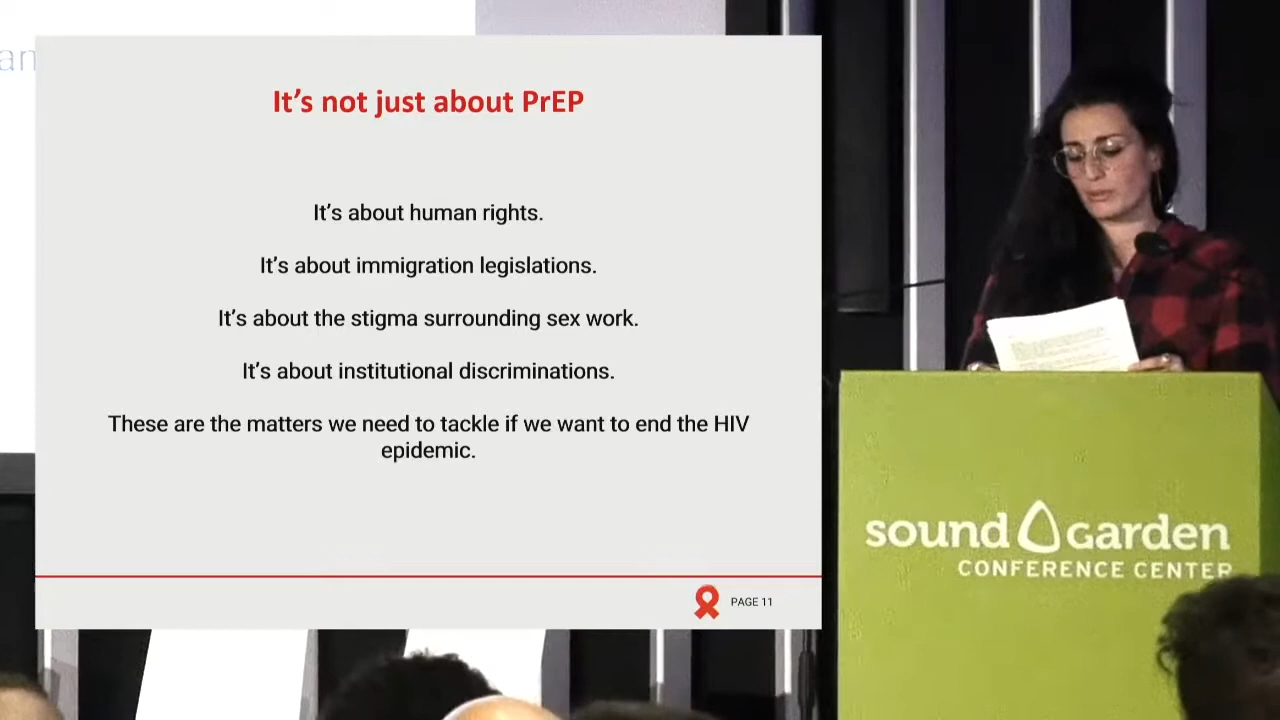 an
It's not just about PrEP
It's about human rights.
It's about immigration legislations.
It's about the stigma surrounding sex work.
It's about institutional discriminations.
These are the matters we need to tackle if we want to end the HIV
epidemic.
PAGE 11
sound garden
CONFERENCE CENTER